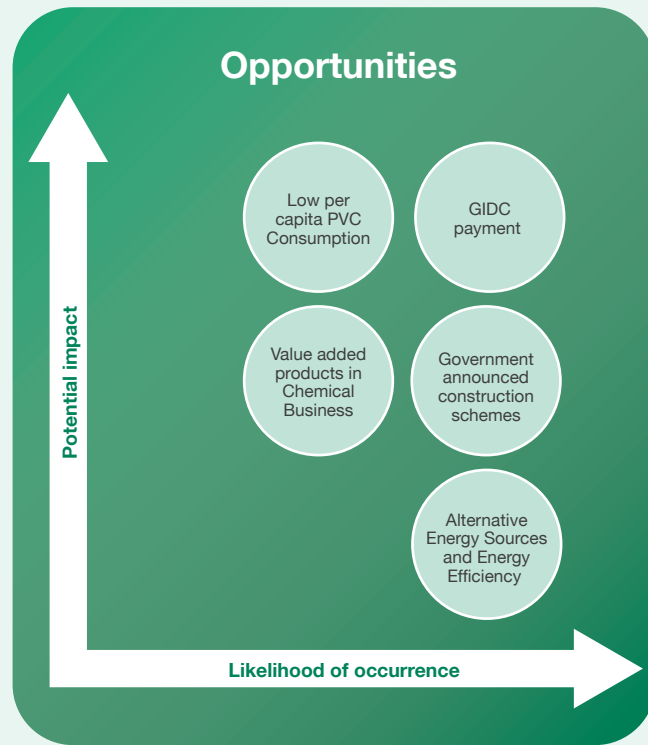 Opportunities
Low per
capita PVC
Consumption
GIDC
payment
Value added
products in
Chemical
Business
Government
announced
construction
schemes
Alternative
Energy Sources
and Energy
Efficiency
Potential impact
Likelihood of occurrence